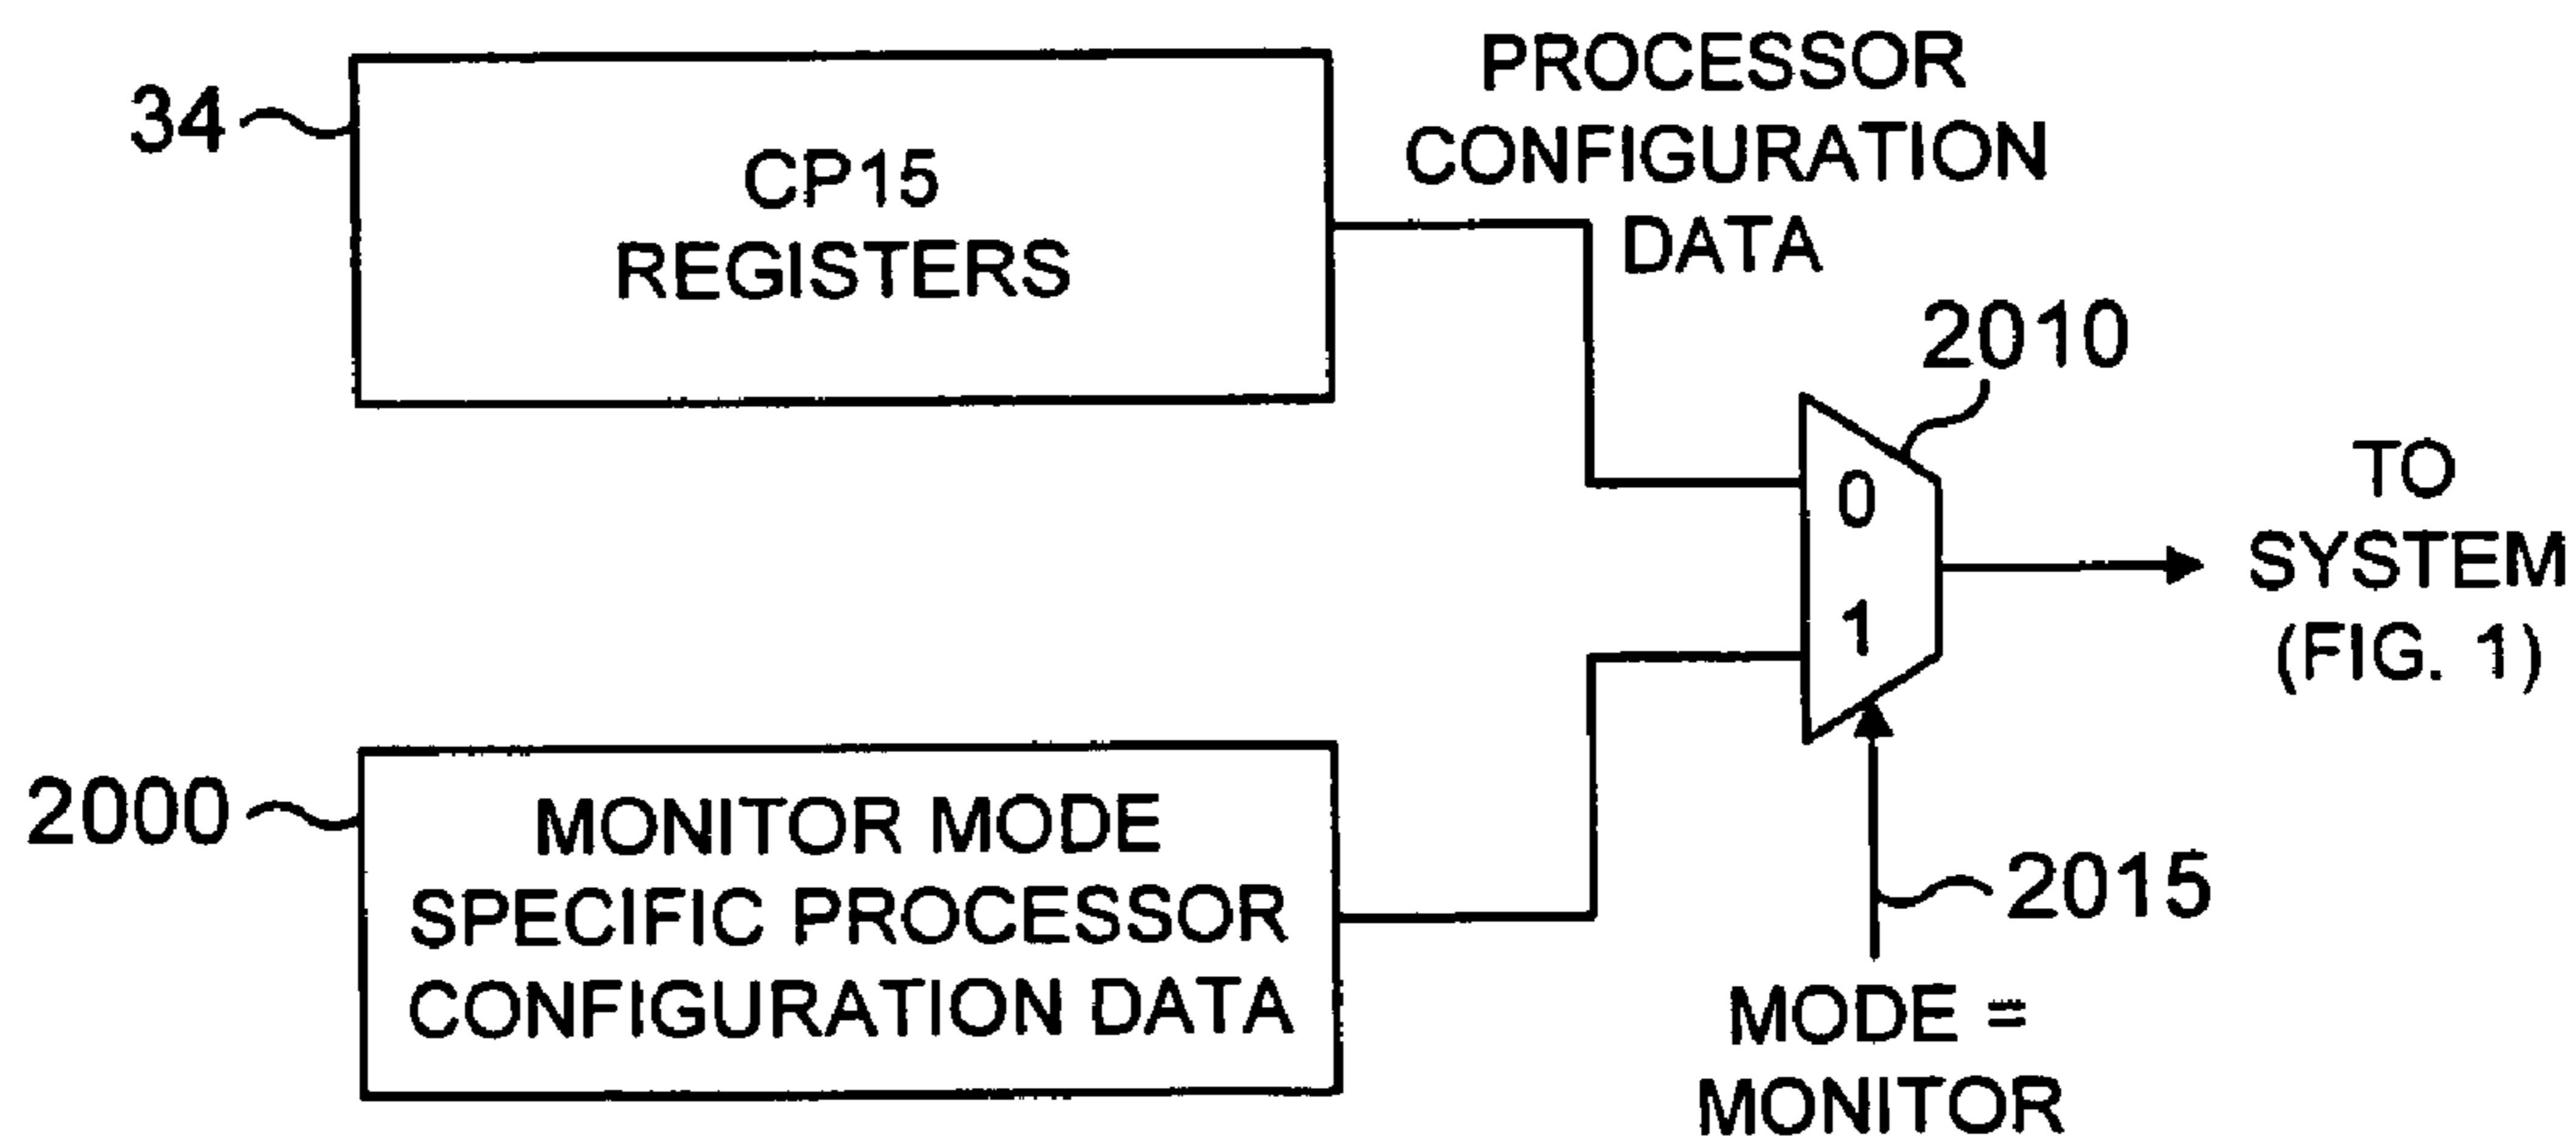 34
CP15
REGISTERS
PROCESSOR
CONFIGURATION
DATA
2010
0
1
TO
SYSTEM
(FIG. 1)
2000
MONITOR MODE
SPECIFIC PROCESSOR
CONFIGURATION DATA
2015
MODE =
MONITOR